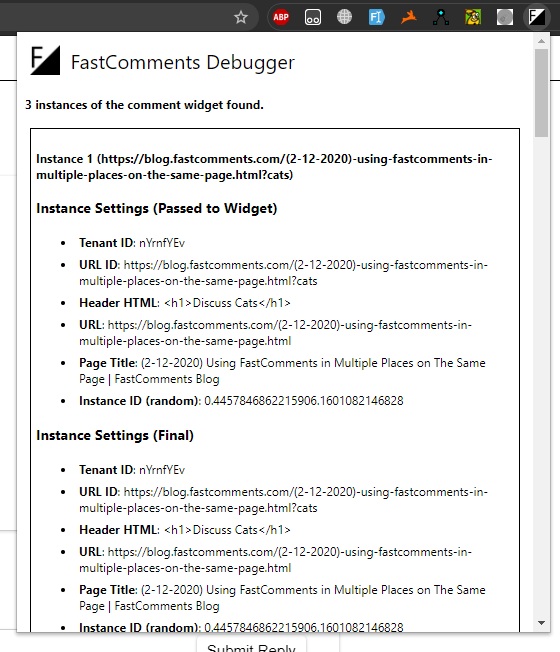 ABP
FastComments Debugger
3 instances of the comment widget found.
Instance 1 (https://blog.fastcomments.com/(2-12-2020)-using-fastcomments-in-
multiple-places-on-the-same-page.html?cats)
Instance Settings (Passed to Widget)
Tenant ID: nYrnfYEv
URL ID: https://blog.fastcomments.com/(2-12-2020)-using-fastcomments-in-
multiple-places-on-the-same-page.html?cats
Header HTML: <h1>Discuss Cats</h1>
URL: https://blog.fastcomments.com/(2-12-2020)-using-fastcomments-in-
multiple-places-on-the-same-page.html
Page Title: (2-12-2020) Using FastComments in Multiple Places on The Same
Page | FastComments Blog
Instance ID (random): 0.4457846862215906.1601082146828
Instance Settings (Final)
Tenant ID: nYrnfYEv
URL ID: https://blog.fastcomments.com/(2-12-2020)-using-fastcomments-in-
multiple-places-on-the-same-page.html?cats
Header HTML: <h1>Discuss Cats</h1>
URL: https://blog.fastcomments.com/(2-12-2020)-using-fastcomments-in-
multiple-places-on-the-same-page.html
Page Title: (2-12-2020) Using FastComments in Multiple Places on The Same
Page | FastComments Blog
Instance ID (random): 0.4457846862215906.1601082146828
Submit Reply